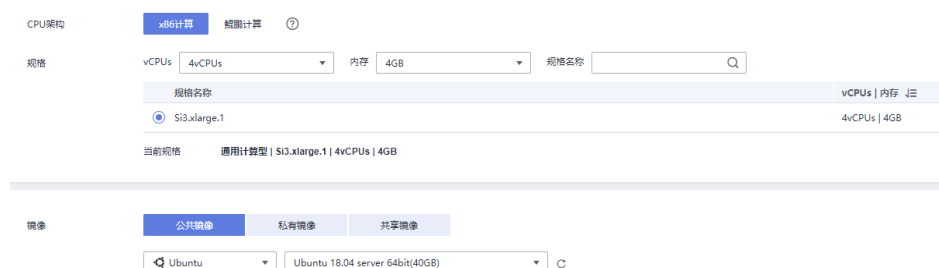 CPU架构 x86计算 鲲鹏计算 ?
规格 vCPUs 4vCPUs 内存 4GB 规格名称
规格名称 vCPUs | 内存
Si3.xlarge.1 4vCPUs | 4GB
当前规格 通用计算型 | Si3.xlarge.1 | 4vCPUs | 4GB
镜像 公共镜像 私有镜像 共享镜像
Ubuntu Ubuntu 18.04 server 64bit(40GB)